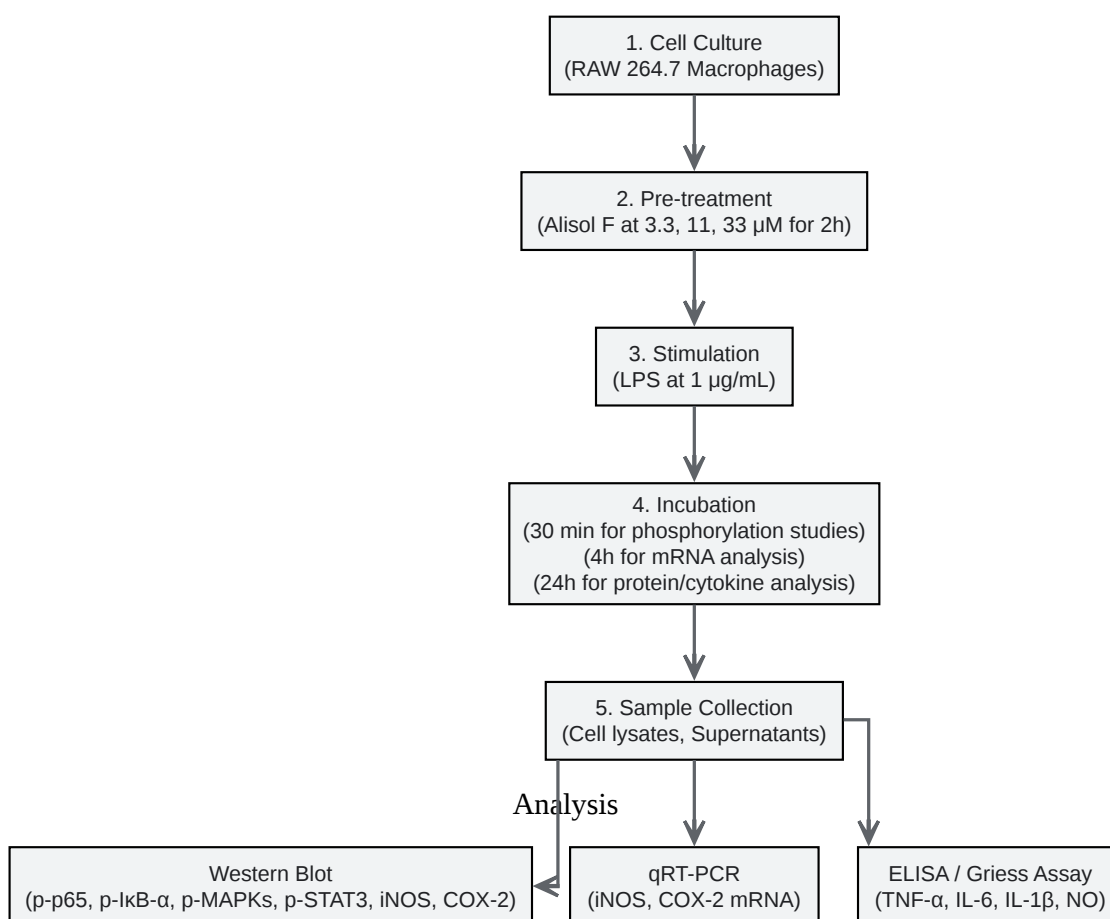 1. Cell Culture
(RAW 264.7 Macrophages)
2. Pre-treatment
(Alisol F at 3.3, 11, 33 μM for 2h)
3. Stimulation
(LPS at 1 μg/mL)
4. Incubation
(30 min for phosphorylation studies)
(4h for mRNA analysis)
(24h for protein/cytokine analysis)
5. Sample Collection
(Cell lysates, Supernatants)
Analysis
Western Blot
(p-p65, p-IκB-α, p-MAPKs, p-STAT3, iNOS, COX-2)
qRT-PCR
(iNOS, COX-2 mRNA)
ELISA / Griess Assay
(TNF-α, IL-6, IL-1β, NO)